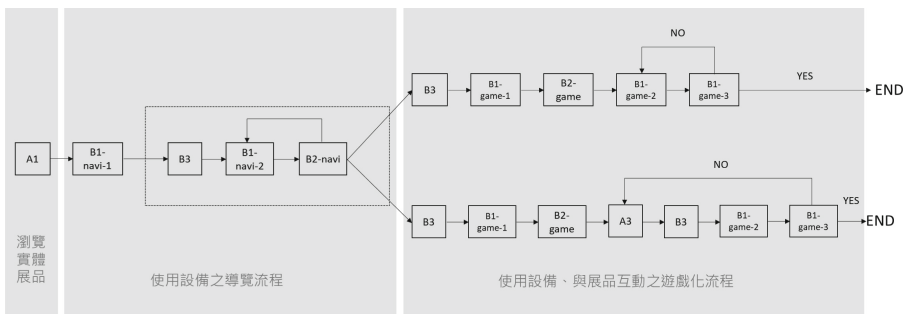 NO
YES
END
B3
B1-
game-1
B2-
game
B1-
game-2
B1-
game-3
A1
B1-
navi-1
B3
B1-
navi-2
B2-navi
NO
YES
END
B3
B1-
game-1
B2-
game
A3
B3
B1-
game-2
B1-
game-3
瀏覽
實體
展品
使用設備之導覽流程
使用設備、與展品互動之遊戲化流程